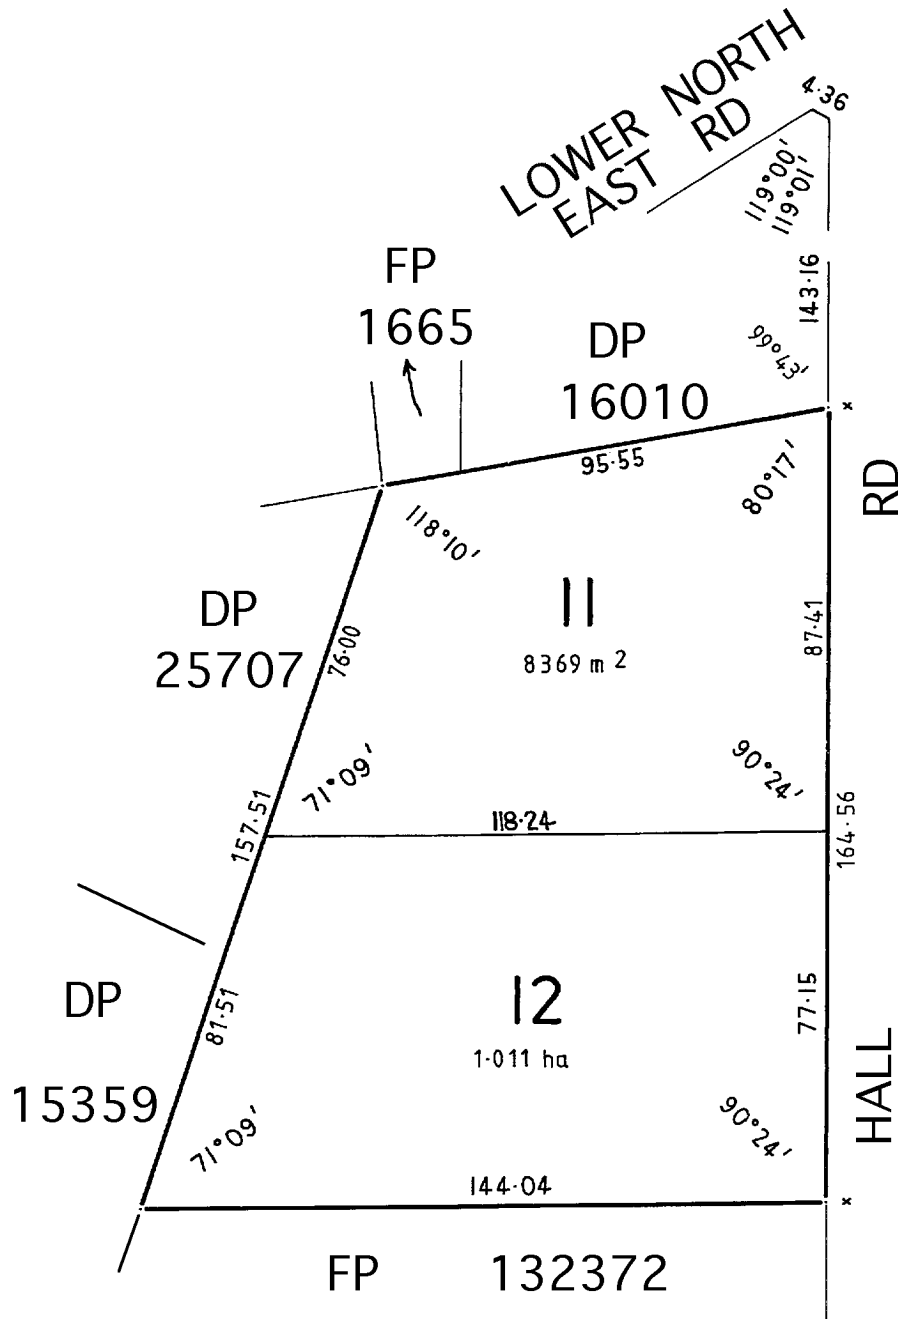 LOWER NORTH
EAST RD
4·36
119°00'
119°01'
143·16
99°43'
FP
1665
DP
16010
x
95·55
80°17'
118°10'
RD
11
8369 m 2
DP
25707
76·00
87·41
71°09'
90°24'
157·51
118·24
164·56
DP
15359
81·51
12
1·011 ha
77·15
HALL
71°09'
90°24'
144·04
x
FP 132372